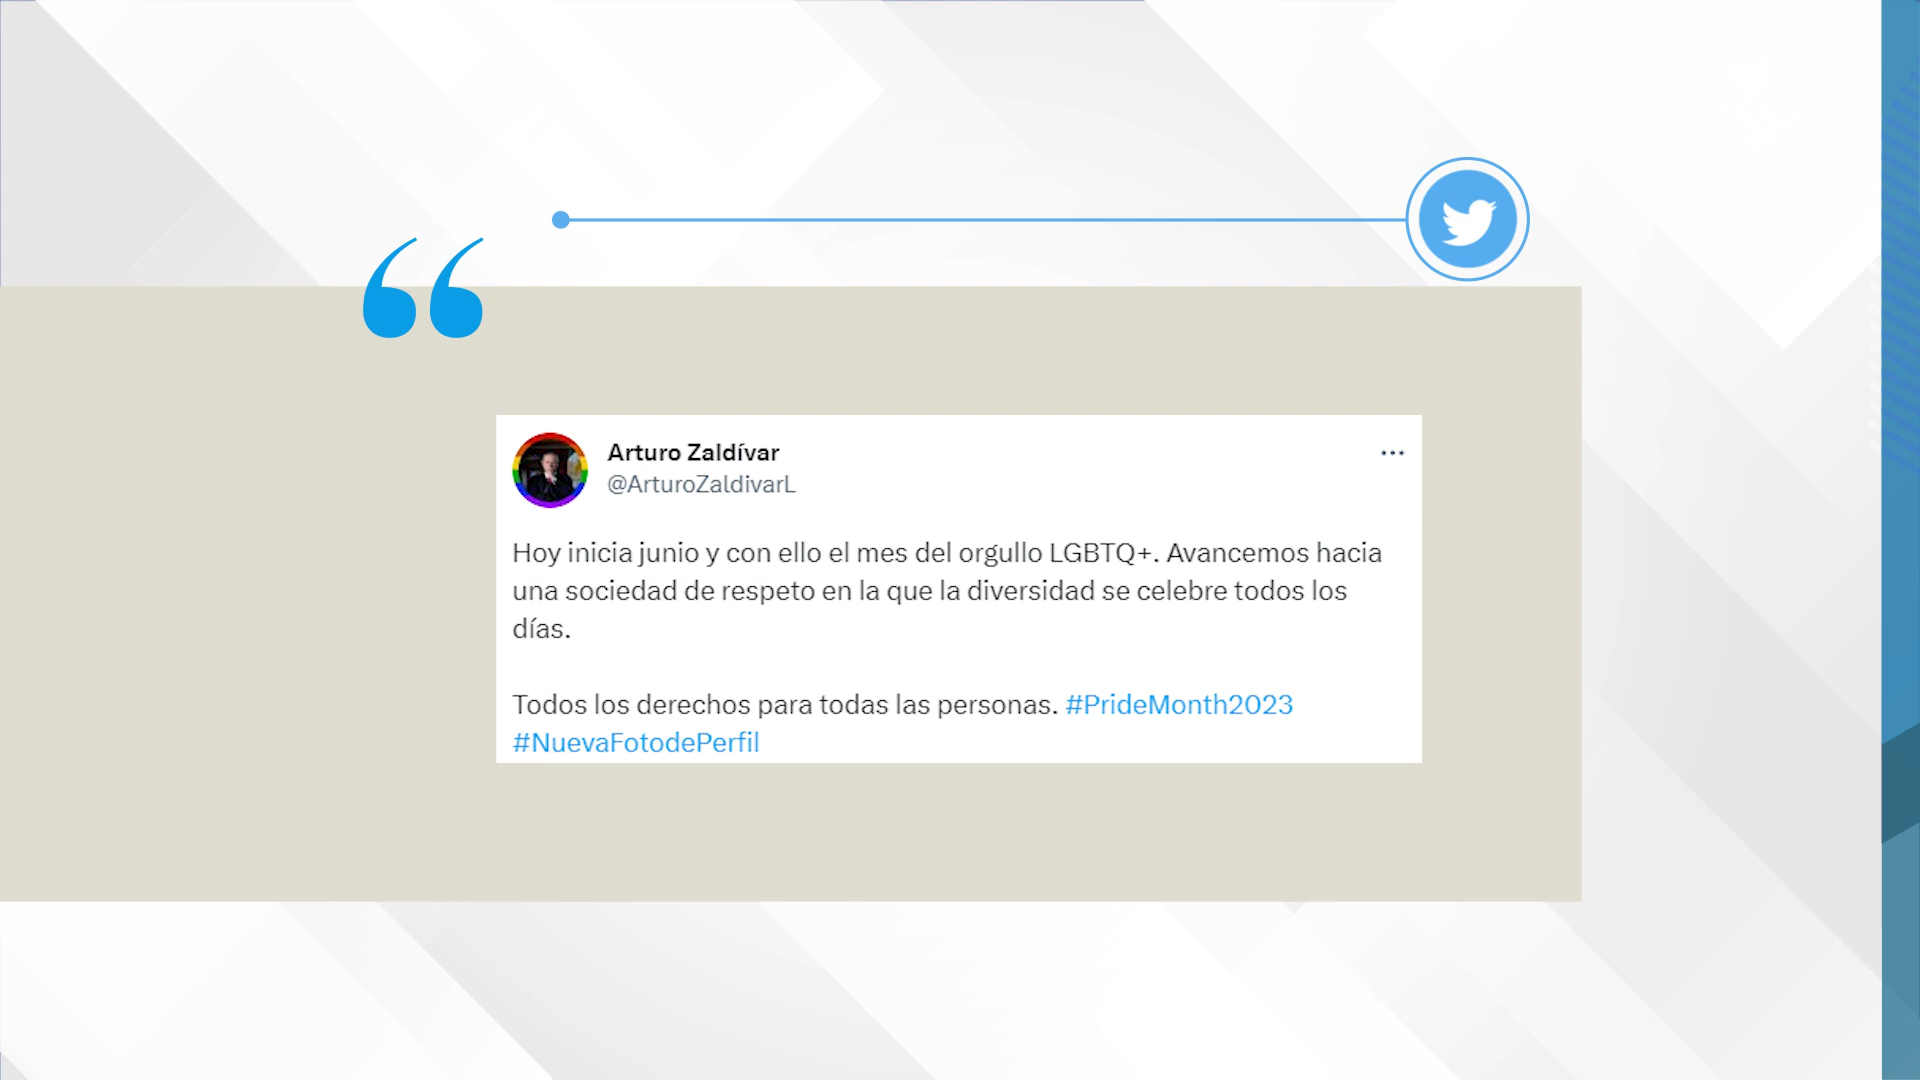 “
Arturo Zaldívar
@ArturoZaldivarL
Hoy inicia junio y con ello el mes del orgullo LGBTQ+. Avancemos hacia
una sociedad de respeto en la que la diversidad se celebre todos los
días.
Todos los derechos para todas las personas. #PrideMonth2023
#NuevaFotodePerfil